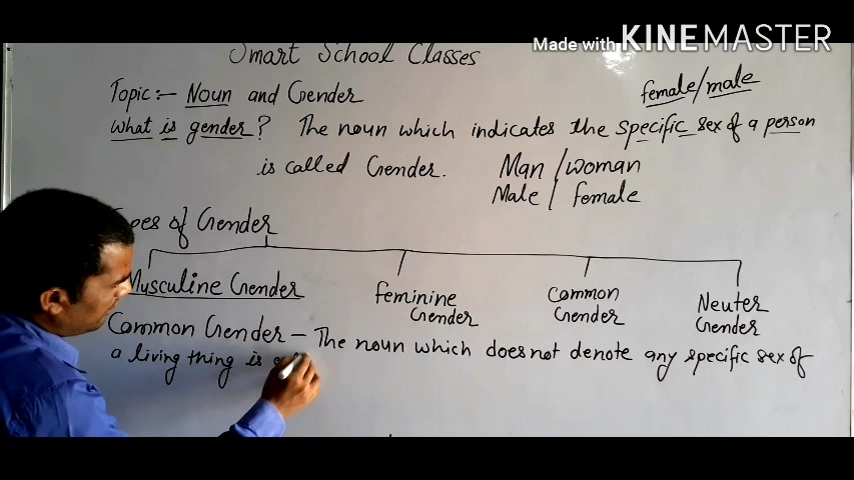 Made with KINEMASTER
Smart School Classes
Topic:- Noun and Gender
female/male
What is gender? The noun which indicates the specific sex of a person
is called Gender.
Man/woman
Male/female
of Gender
Musculine Gender
Feminine
Gender
Common
Gender
Neuter
Gender
Common Gender - The noun which does not denote any specific sex of
a living thing is